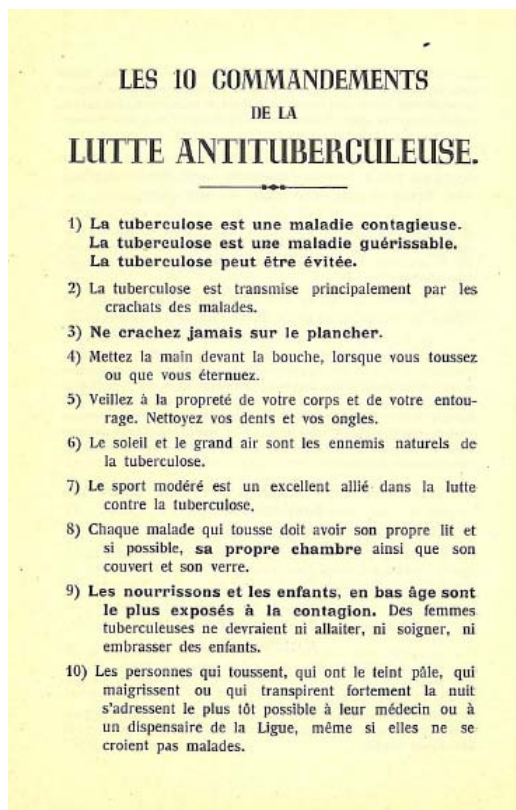 LES 10 COMMANDEMENTS
DE LA
LUTTE ANTITUBERCULEUSE.
1) La tuberculose est une maladie contagieuse.
La tuberculose est une maladie guérissable.
La tuberculose peut être évitée.
2) La tuberculose est transmise principalement par les
crachats des malades.
3) Ne crachez jamais sur le plancher.
4) Mettez la main devant la bouche, lorsque vous toussez
ou que vous éternuez.
5) Veillez à la propreté de votre corps et de votre entou-
rage. Nettoyez vos dents et vos ongles.
6) Le soleil et le grand air sont les ennemis naturels de
la tuberculose.
7) Le sport modéré est un excellent allié dans la lutte
contre la tuberculose.
8) Chaque malade qui tousse doit avoir son propre lit et
si possible, sa propre chambre ainsi que son
couvert et son verre.
9) Les nourrissons et les enfants, en bas âge sont
le plus exposés à la contagion. Des femmes
tuberculeuses ne devraient ni allaiter, ni soigner, ni
embrasser des enfants.
10) Les personnes qui toussent, qui ont le teint pâle, qui
maigrissent ou qui transpirent fortement la nuit
s'adressent le plus tôt possible à leur médecin ou à
un dispensaire de la Ligue, même si elles ne se
croient pas malades.